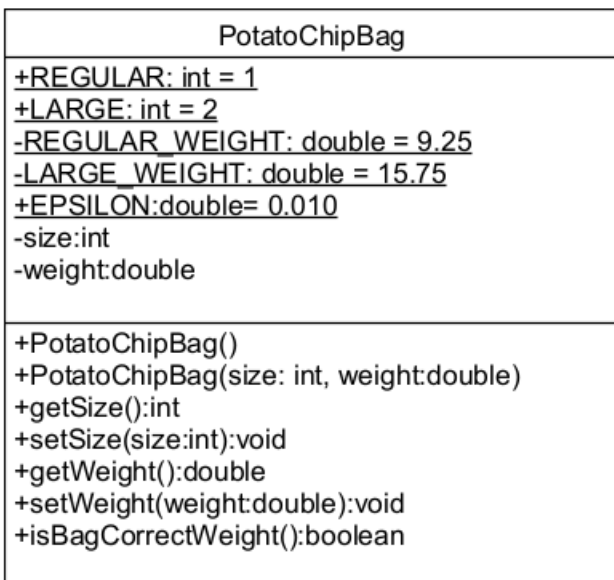 PotatoChipBag
+REGULAR: int = 1
+LARGE: int = 2
-REGULAR_WEIGHT: double = 9.25
-LARGE_WEIGHT: double = 15.75
+EPSILON:double= 0.010
-size:int
-weight:double
+PotatoChipBag()
+PotatoChipBag(size: int, weight:double)
+getSize():int
+setSize(size:int):void
+getWeight():double
+setWeight(weight:double):void
+isBagCorrectWeight():boolean